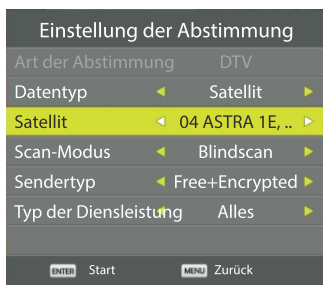 Einstellung der Abstimmung
Art der Abstimmung DTV
Datentyp Satellit
Satellit 04 ASTRA 1E, ..
Scan-Modus Blindscan
Sendertyp Free+Encrypted
Typ der Diensleistung Alles
ENTER Start MENU Zurück